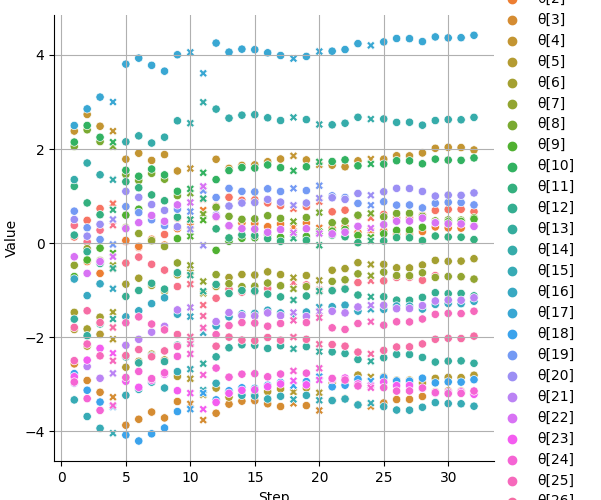 θ[2]
θ[3]
θ[4]
θ[5]
θ[6]
θ[7]
θ[8]
θ[9]
θ[10]
θ[11]
θ[12]
θ[13]
θ[14]
θ[15]
θ[16]
θ[17]
θ[18]
θ[19]
θ[20]
θ[21]
θ[22]
θ[23]
θ[24]
θ[25]
θ[26]
Value
4
2
0
−2
−4
0 5 10 15 20 25 30
Step